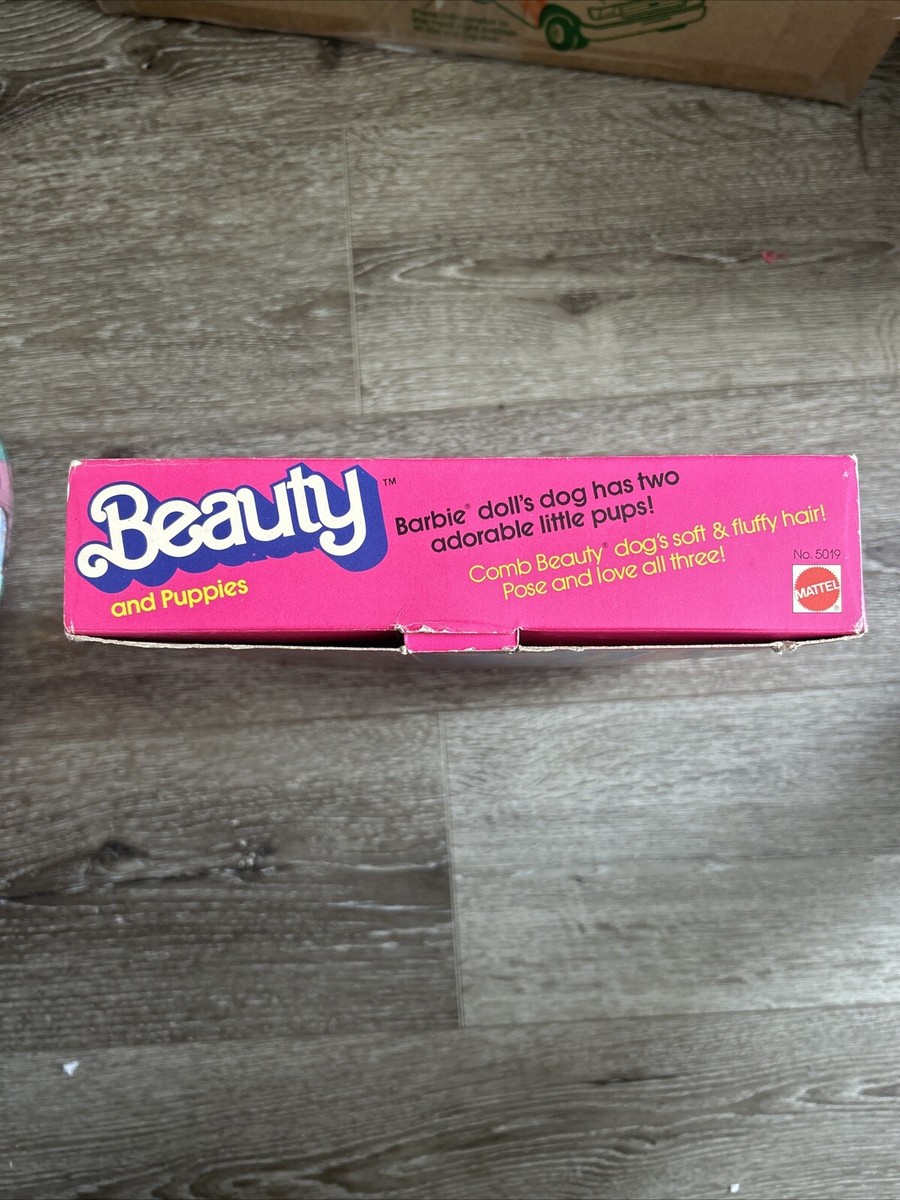 Beauty™
and Puppies
Barbie® doll's dog has two
adorable little pups!
Comb Beauty® dog's soft & fluffy hair!
Pose and love all three!
No. 5019
MATTEL®